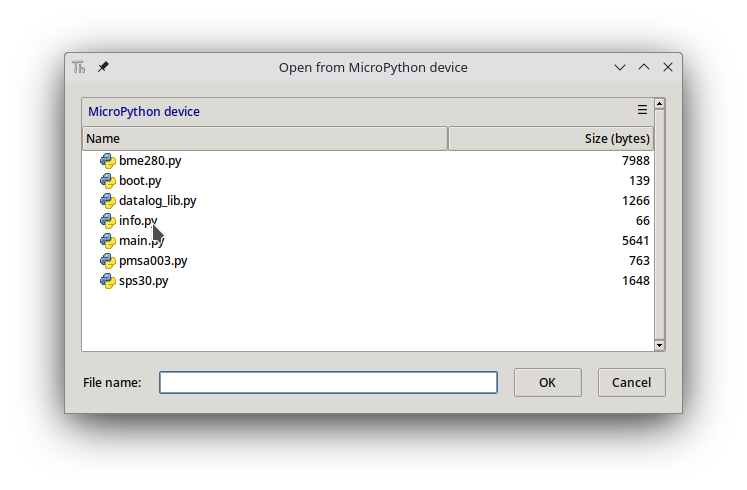 Th Open from MicroPython device
MicroPython device
Name Size (bytes)
bme280.py 7988
boot.py 139
datalog_lib.py 1266
info.py 66
main.py 5641
pmsa003.py 763
sps30.py 1648
File name: OK Cancel